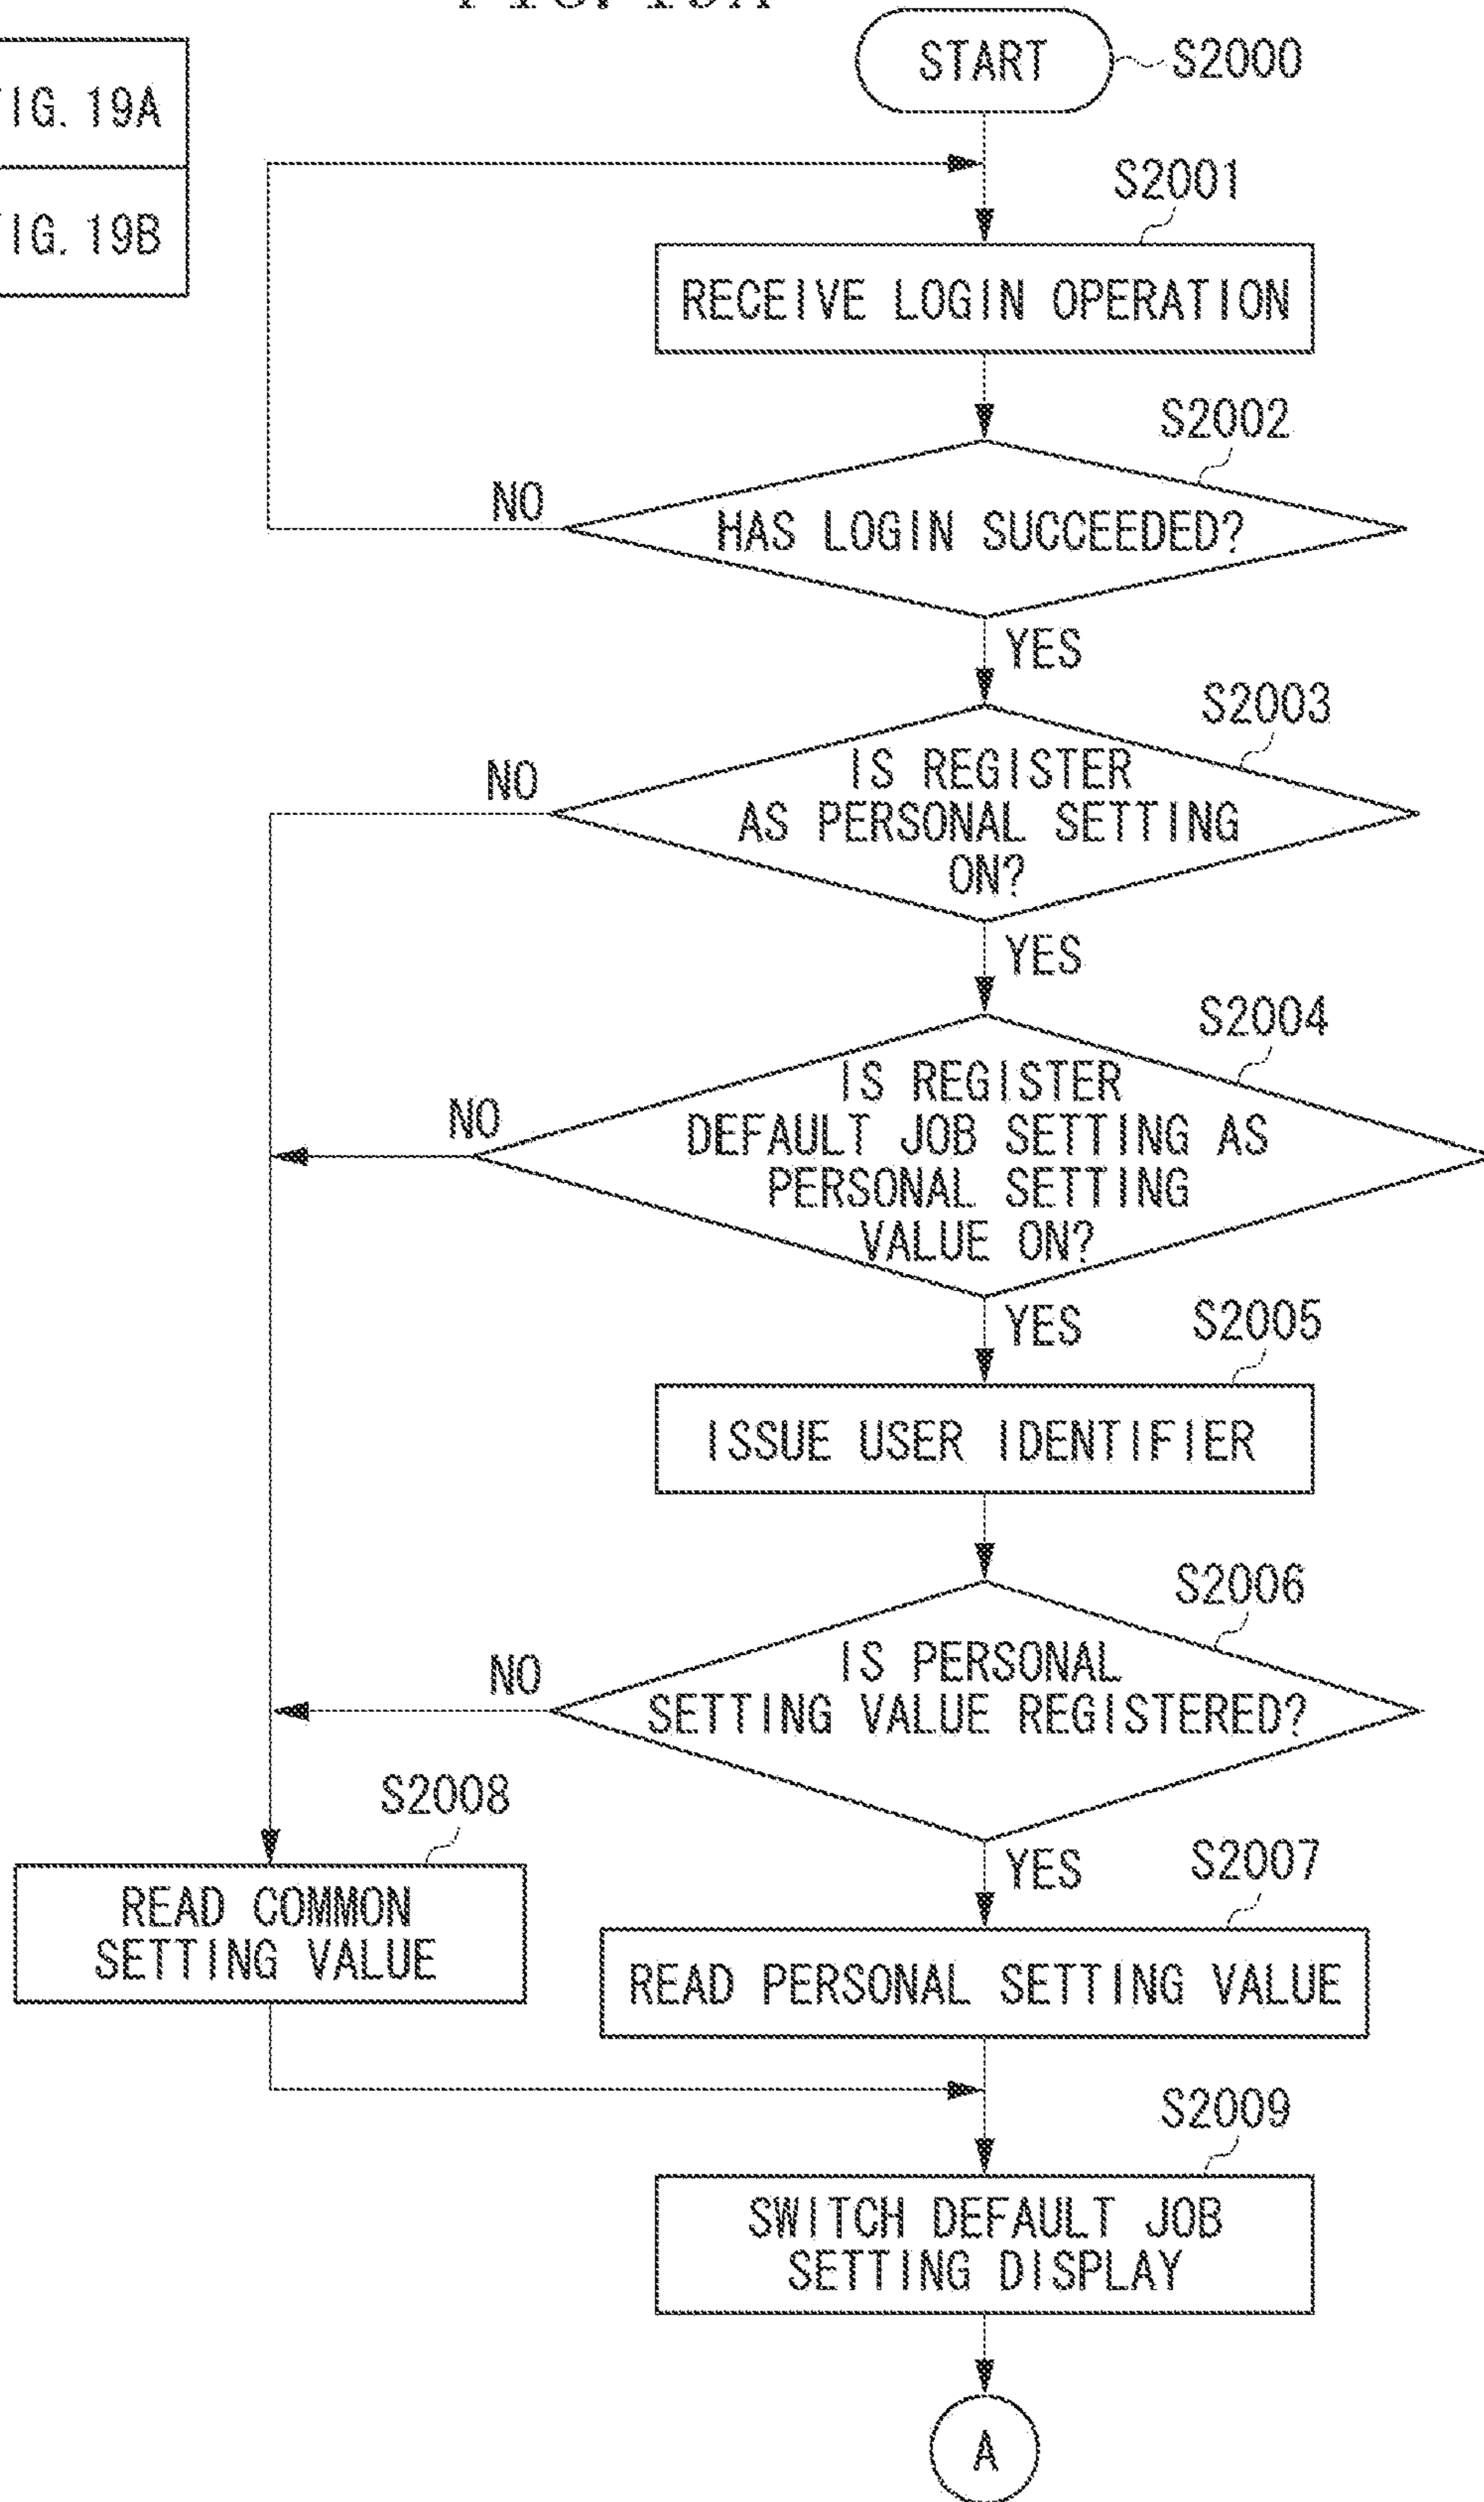 FIG. 19A
START
S2000
IG. 19A
IG. 19B
S2001
RECEIVE LOGIN OPERATION
S2002
NO
HAS LOGIN SUCCEEDED?
YES
S2003
NO
IS REGISTER
AS PERSONAL SETTING
ON?
YES
S2004
NO
IS REGISTER
DEFAULT JOB SETTING AS
PERSONAL SETTING
VALUE ON?
YES
S2005
ISSUE USER IDENTIFIER
S2006
NO
IS PERSONAL
SETTING VALUE REGISTERED?
S2008
YES
S2007
READ COMMON
SETTING VALUE
READ PERSONAL SETTING VALUE
S2009
SWITCH DEFAULT JOB
SETTING DISPLAY
A